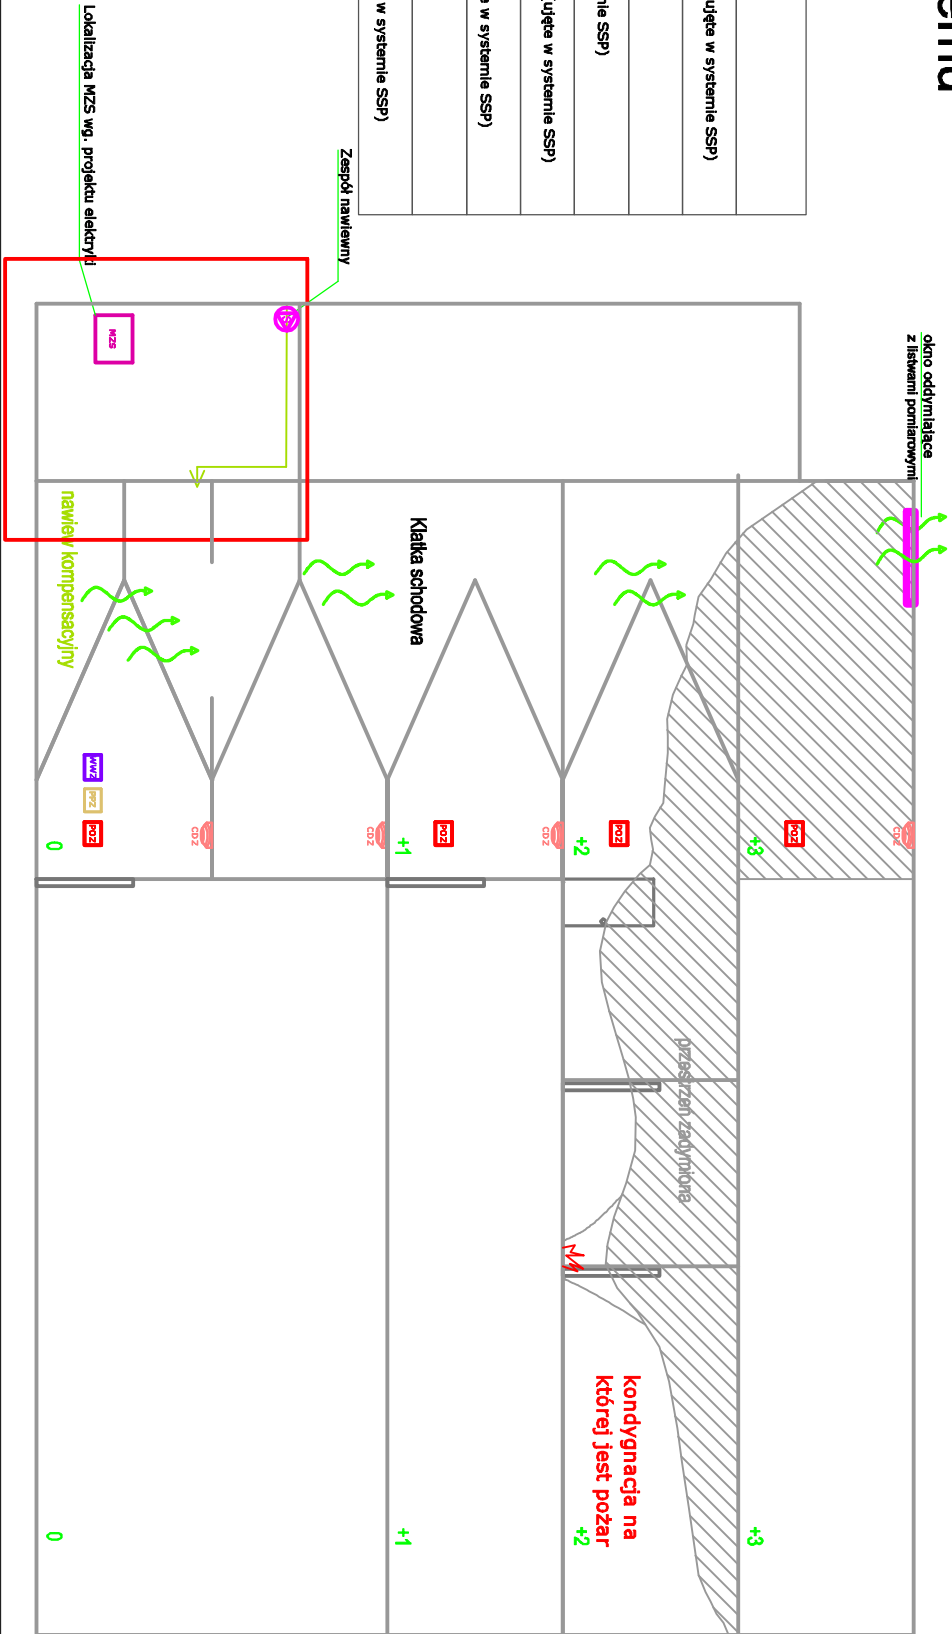 ujęte w systemie SSP)
nie SSP)
ujęte w systemie SSP)
e w systemie SSP)
w systemie SSP)
okno oddymiające
z listwami pomiarowymi
Zespół nawiewny
Lokalizacja MZS wg. projektu elektryki
MZS
Klatka schodowa
nawiew kompensacyjny
WWZ
PPZ
POZ
POZ
POZ
POZ
CDZ
CDZ
CDZ
CDZ
0
+1
+2
+3
przestrzen zadymiona
kondygnacja na
której jest pożar
0
+1
+2
+3